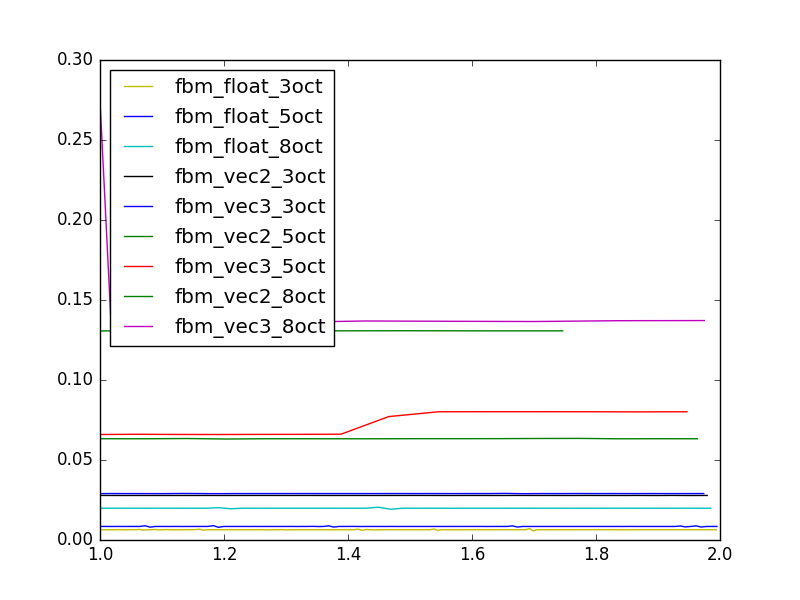 0.30
0.25
0.20
0.15
0.10
0.05
0.00
fbm_float_3oct
fbm_float_5oct
fbm_float_8oct
fbm_vec2_3oct
fbm_vec3_3oct
fbm_vec2_5oct
fbm_vec3_5oct
fbm_vec2_8oct
fbm_vec3_8oct
1.0 1.2 1.4 1.6 1.8 2.0